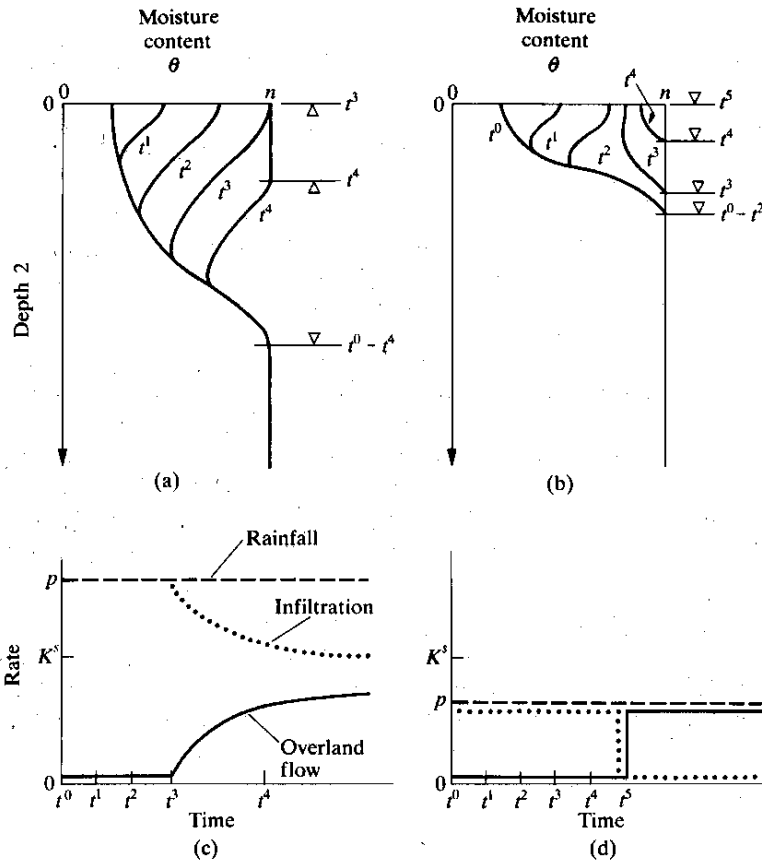 Moisture
content
θ
0 n
0
t³
t¹
t²
t³
t⁴
t⁴
t⁰ – t⁴
Depth 2
(a)
Moisture
content
θ
0 n
0
t⁴
t⁵
t⁰
t¹
t²
t³
t⁴
t³
t⁰ – t²
(b)
Rainfall
p
Infiltration
Kˢ
Rate
Overland
flow
0
t⁰ t¹ t² t³ t⁴
Time
(c)
Kˢ
p
0
t⁰ t¹ t² t³ t⁴ t⁵
Time
(d)